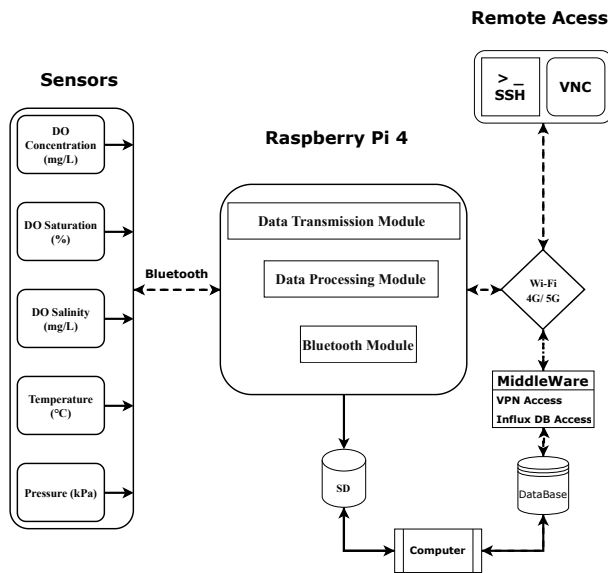 Remote Acess
> _
SSH
VNC
Sensors
DO
Concentration
(mg/L)
DO Saturation
(%)
DO Salinity
(mg/L)
Temperature
(°C)
Pressure (kPa)
Bluetooth
Raspberry Pi 4
Data Transmission Module
Data Processing Module
Bluetooth Module
Wi-Fi
4G/ 5G
MiddleWare
VPN Access
Influx DB Access
SD
DataBase
Computer